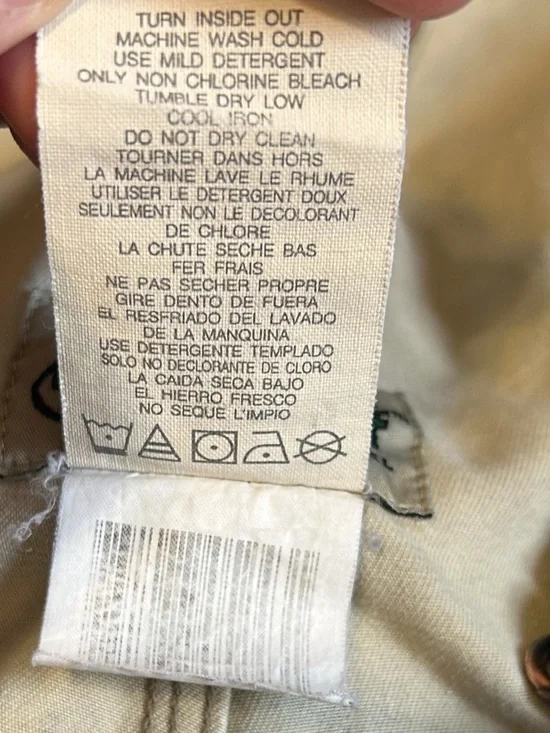 TURN INSIDE OUT
MACHINE WASH COLD
USE MILD DETERGENT
ONLY NON CHLORINE BLEACH
TUMBLE DRY LOW
COOL IRON
DO NOT DRY CLEAN
TOURNER DANS HORS
LA MACHINE LAVE LE RHUME
UTILISER LE DETERGENT DOUX
SEULEMENT NON LE DECOLORANT
DE CHLORE
LA CHUTE SECHE BAS
FER FRAIS
NE PAS SECHER PROPRE
GIRE DENTO DE FUERA
EL RESFRIADO DEL LAVADO
DE LA MANQUINA
USE DETERGENTE TEMPLADO
SOLO NO DECLORANTE DE CLORO
LA CAIDA SECA BAJO
EL HIERRO FRESCO
NO SEQUE L'IMPIO